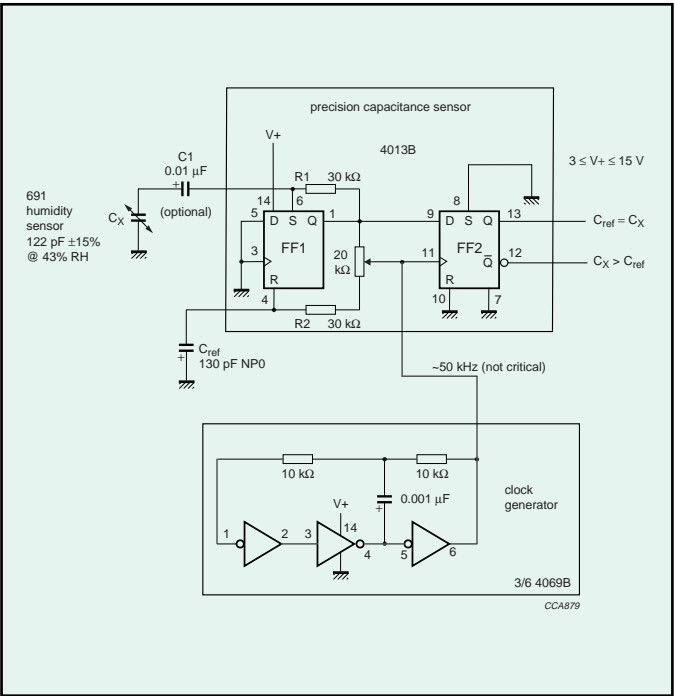 precision capacitance sensor
V+
4013B
3 ≤ V+ ≤ 15 V
C1
0.01 μF
+
R1 30 kΩ
691
humidity
sensor
122 pF ±15%
@ 43% RH
CX
(optional)
14
6
8
5
D S Q
1
9
D S Q
13
Cref = CX
3
FF1
20
kΩ
11
FF2
Q
12
CX > Cref
R
R
4
10
7
R2 30 kΩ
Cref
130 pF NP0
+
~50 kHz (not critical)
10 kΩ
10 kΩ
clock
generator
0.001 μF
+
V+
14
1
2
3
4
5
6
3/6 4069B
CCA879